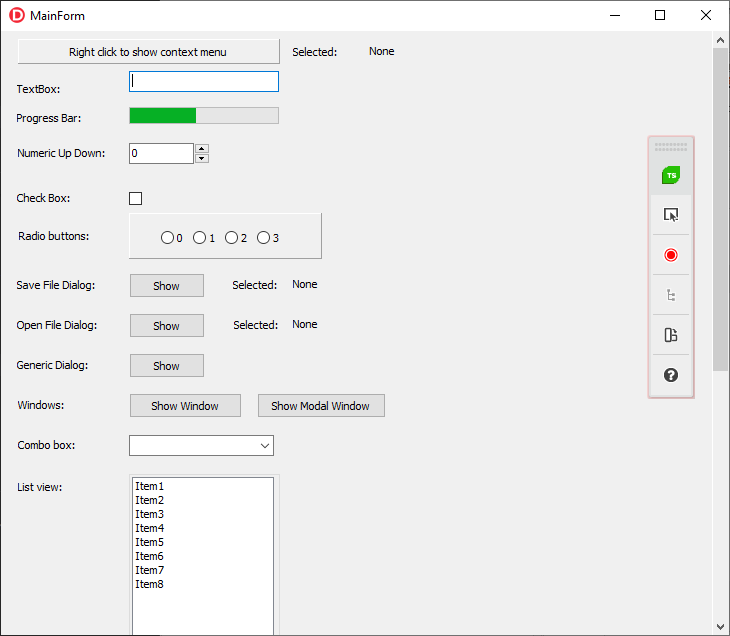 MainForm
Right click to show context menu Selected: None
TextBox:
Progress Bar:
Numeric Up Down: 0
Check Box:
Radio buttons: 0 1 2 3
Save File Dialog: Show Selected: None
Open File Dialog: Show Selected: None
Generic Dialog: Show
Windows: Show Window Show Modal Window
Combo box:
List view:
Item1
Item2
Item3
Item4
Item5
Item6
Item7
Item8
TS